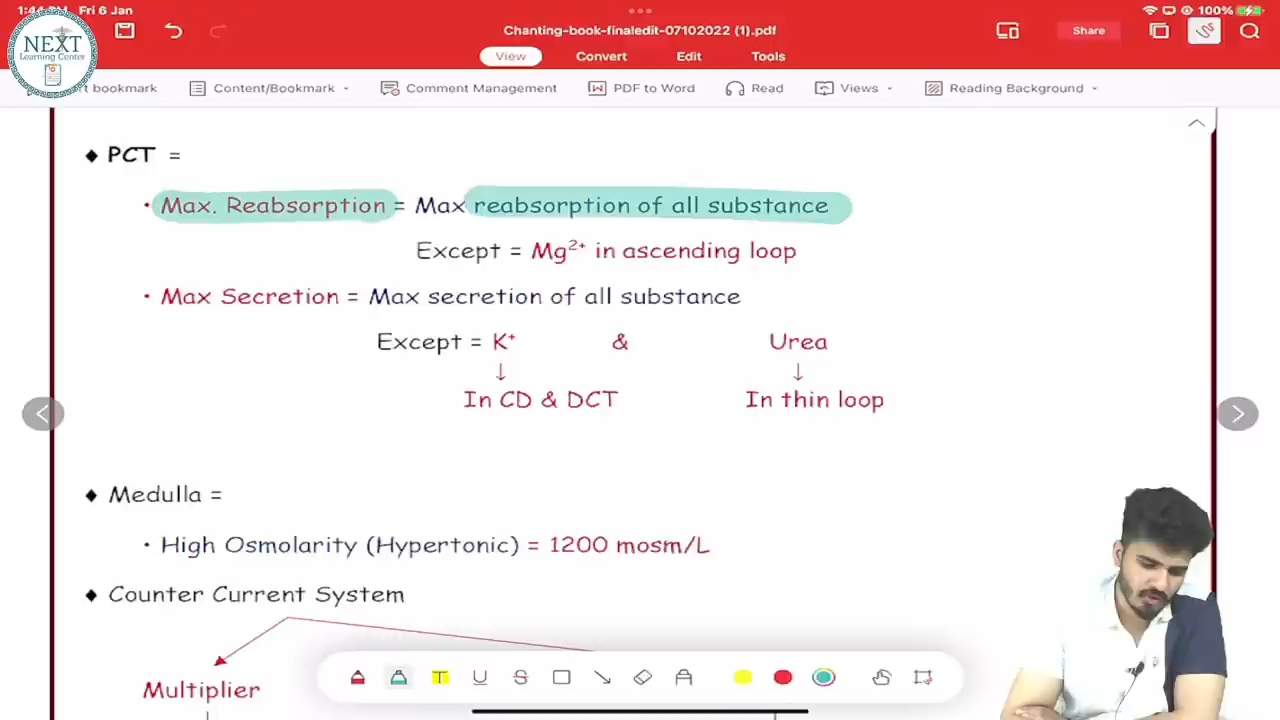 1:44 PM Fri 6 Jan
100%
NEXT
Learning Center
Chanting-book-finaledit-07102022 (1).pdf
Share
View Convert Edit Tools
bookmark Content/Bookmark Comment Management PDF to Word Read Views Reading Background
◆ PCT =
• Max. Reabsorption = Max reabsorption of all substance
Except = Mg²⁺ in ascending loop
• Max Secretion = Max secretion of all substance
Except = K⁺ & Urea
↓ ↓
In CD & DCT In thin loop
◆ Medulla =
• High Osmolarity (Hypertonic) = 1200 mosm/L
◆ Counter Current System
Multiplier
T U S A